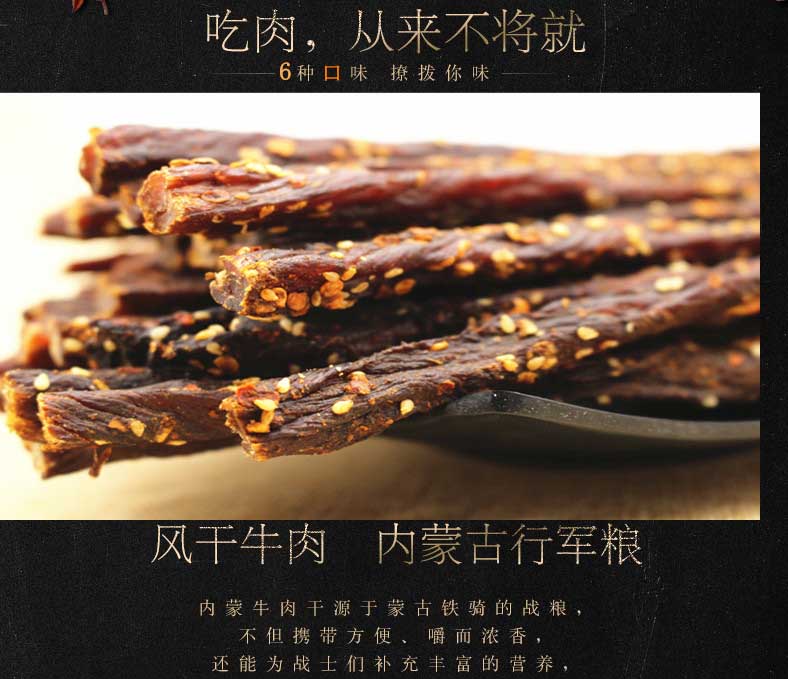 吃肉，从来不将就
6种口味 撩拨你味
风干牛肉 内蒙古行军粮
内蒙牛肉干源于蒙古铁骑的战粮，
不但携带方便、嚼而浓香，
还能为战士们补充丰富的营养，